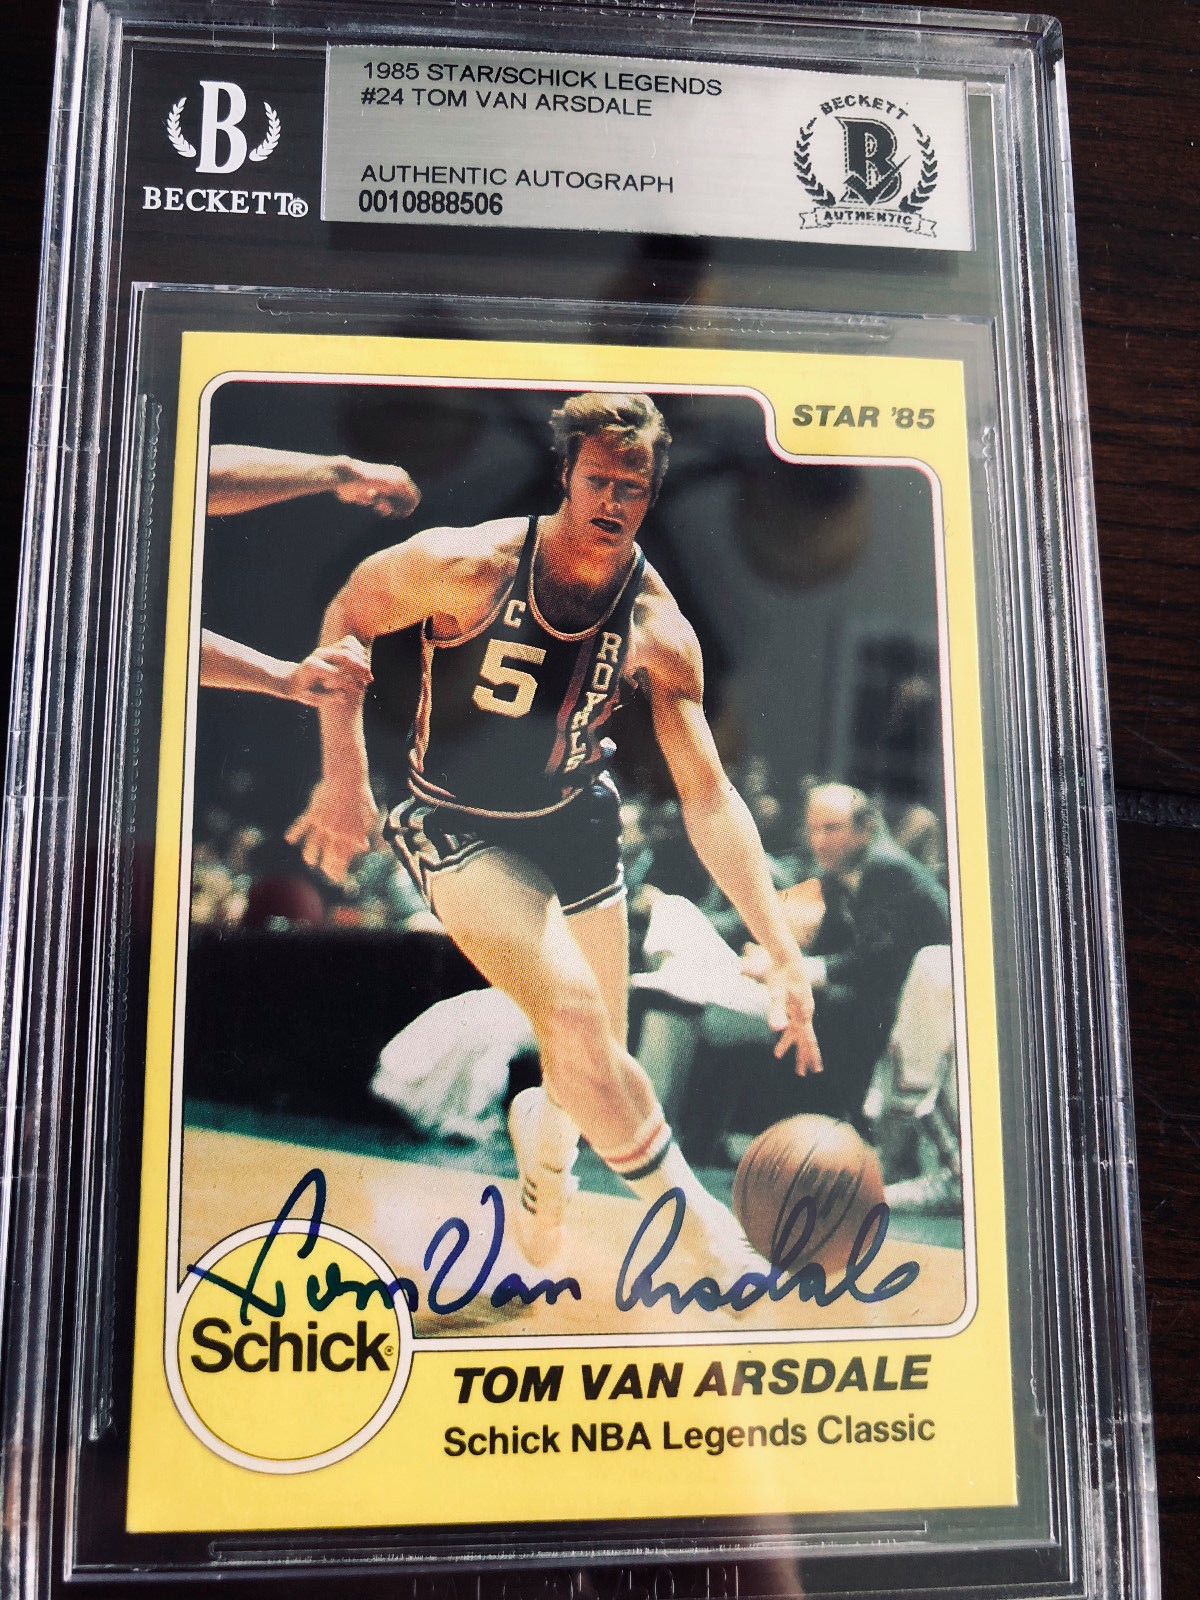 1985 STAR/SCHICK LEGENDS
#24 TOM VAN ARSDALE
AUTHENTIC AUTOGRAPH
0010888506
B
BECKETT®
BECKETT
B
AUTHENTIC
STAR '85
C
5
ROYALS
Tom Van Arsdale
Schick®
TOM VAN ARSDALE
Schick NBA Legends Classic